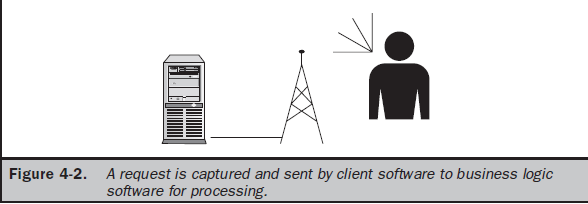 Figure 4-2. A request is captured and sent by client software to business logic
software for processing.